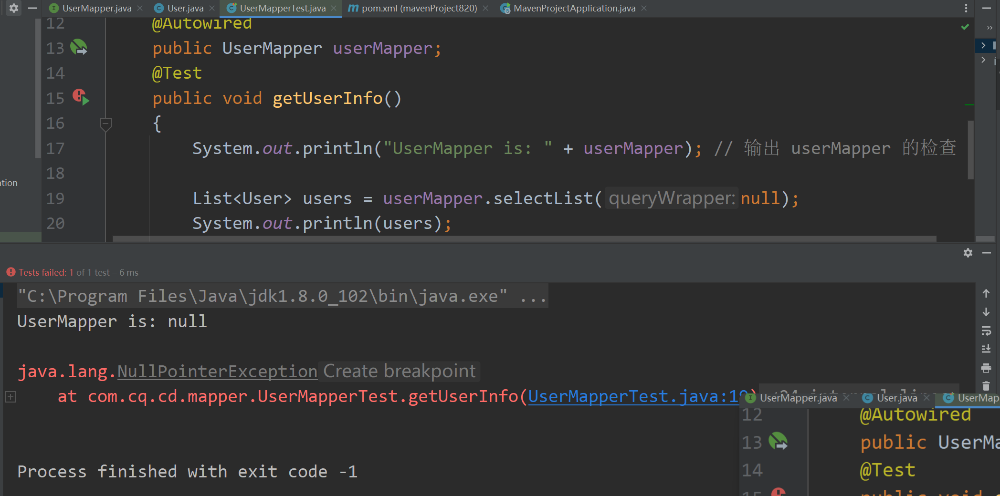 UserMapper.java User.java UserMapperTest.java pom.xml (mavenProject820) MavenProjectApplication.java
12 @Autowired
13 public UserMapper userMapper;
14 @Test
15 public void getUserInfo()
16 {
17 System.out.println("UserMapper is: " + userMapper); // 输出 userMapper 的检查
18
19 List<User> users = userMapper.selectList( queryWrapper: null);
20 System.out.println(users);
Tests failed: 1 of 1 test – 6 ms
"C:\Program Files\Java\jdk1.8.0_102\bin\java.exe" ...
UserMapper is: null
java.lang.NullPointerException Create breakpoint
at com.cq.cd.mapper.UserMapperTest.getUserInfo(UserMapperTest.java:19)
Process finished with exit code -1
UserMapper.java User.java UserMap
12 @Autowired
13 public UserMa
14 @Test